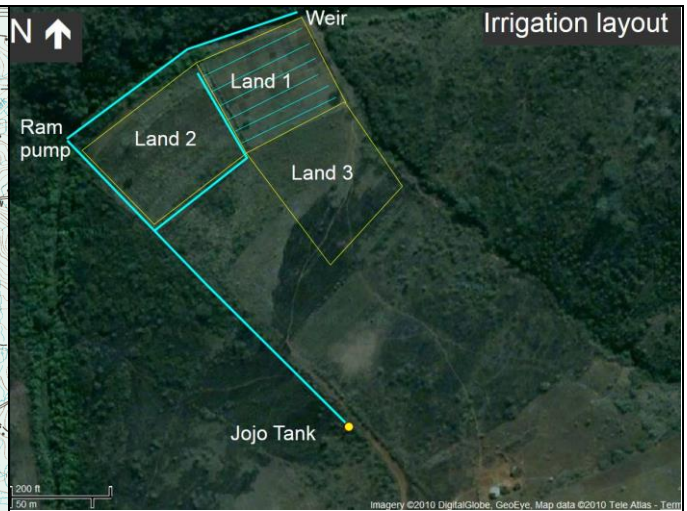 N
Irrigation layout
Weir
Land 1
Ram
pump
Land 2
Land 3
Jojo Tank
200 ft
50 m
Imagery ©2010 DigitalGlobe, GeoEye, Map data ©2010 Tele Atlas - Term